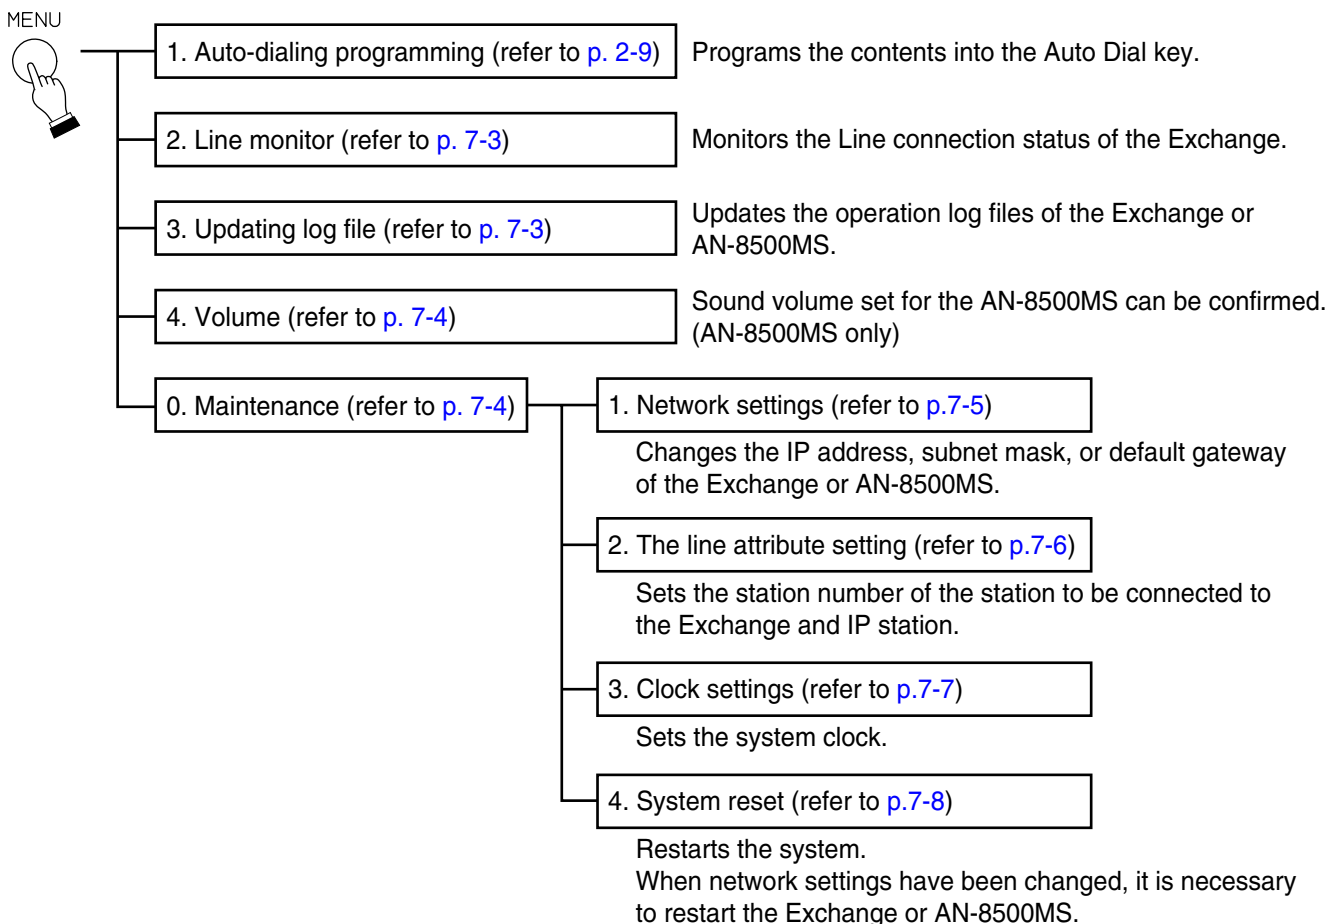 MENU
1. Auto-dialing programming (refer to p. 2-9)
Programs the contents into the Auto Dial key.
2. Line monitor (refer to p. 7-3)
Monitors the Line connection status of the Exchange.
3. Updating log file (refer to p. 7-3)
Updates the operation log files of the Exchange or
AN-8500MS.
4. Volume (refer to p. 7-4)
Sound volume set for the AN-8500MS can be confirmed.
(AN-8500MS only)
0. Maintenance (refer to p. 7-4)
1. Network settings (refer to p.7-5)
Changes the IP address, subnet mask, or default gateway
of the Exchange or AN-8500MS.
2. The line attribute setting (refer to p.7-6)
Sets the station number of the station to be connected to
the Exchange and IP station.
3. Clock settings (refer to p.7-7)
Sets the system clock.
4. System reset (refer to p.7-8)
Restarts the system.
When network settings have been changed, it is necessary
to restart the Exchange or AN-8500MS.